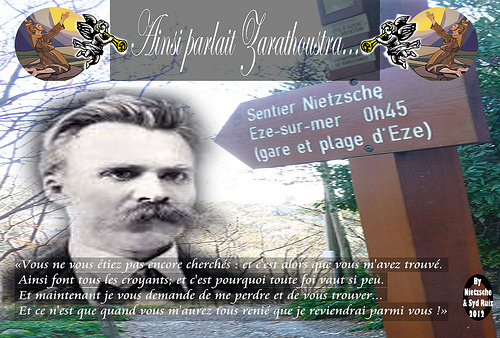 Ainsi parlait Zarathoustra...
Sentier Nietzsche
Eze-sur-mer 0h45
(gare et plage d'Eze)
«Vous ne vous étiez pas encore cherchés : et c'est alors que vous m'avez trouvé.
Ainsi font tous les croyants; et c'est pourquoi toute foi vaut si peu.
Et maintenant je vous demande de me perdre et de vous trouver...
Et ce n'est que quand vous m'aurez tous renié que je reviendrai parmi vous !»
By
Nietzsche
& Syd Ruiz
2012